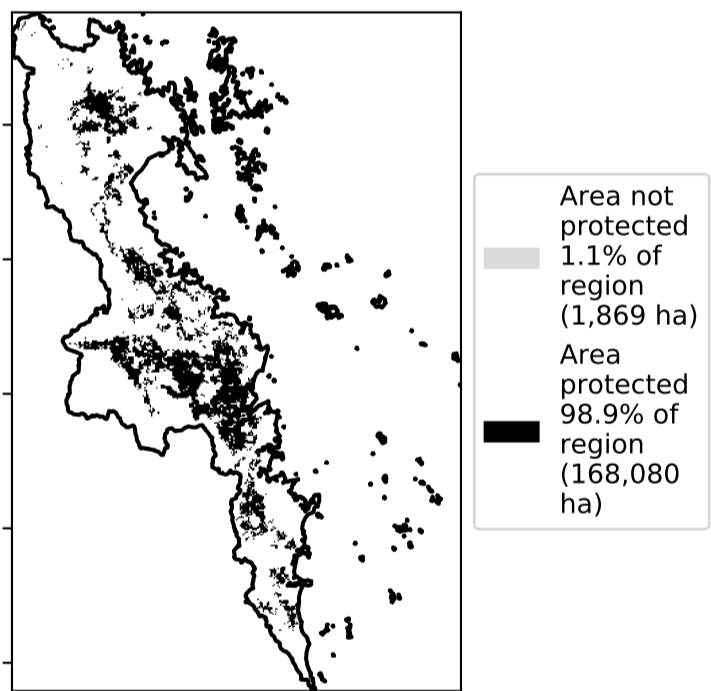 Area not
protected
1.1% of
region
(1,869 ha)
Area
protected
98.9% of
region
(168,080
ha)